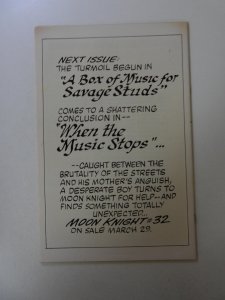 NEXT ISSUE:
THE TURMOIL BEGUN IN
"A Box of Music for
Savage Studs"
COMES TO A SHATTERING
CONCLUSION IN--
"When the
Music Stops"...
--CAUGHT BETWEEN THE
BRUTALITY OF THE STREETS
AND HIS MOTHER'S ANGUISH,
A DESPERATE BOY TURNS TO
MOON KNIGHT FOR HELP--AND
FINDS SOMETHING TOTALLY
UNEXPECTED...
MOON KNIGHT #32
ON SALE MARCH 29.